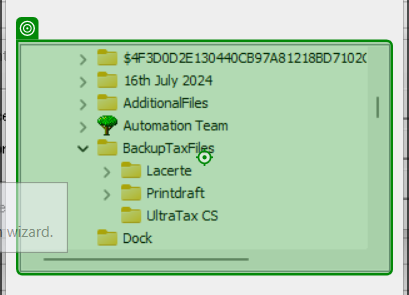 $4F3D0D2E130440CB97A81218BD7102C
16th July 2024
AdditionalFiles
Automation Team
BackupTaxFiles
Lacerte
Printdraft
UltraTax CS
wizard.
Dock